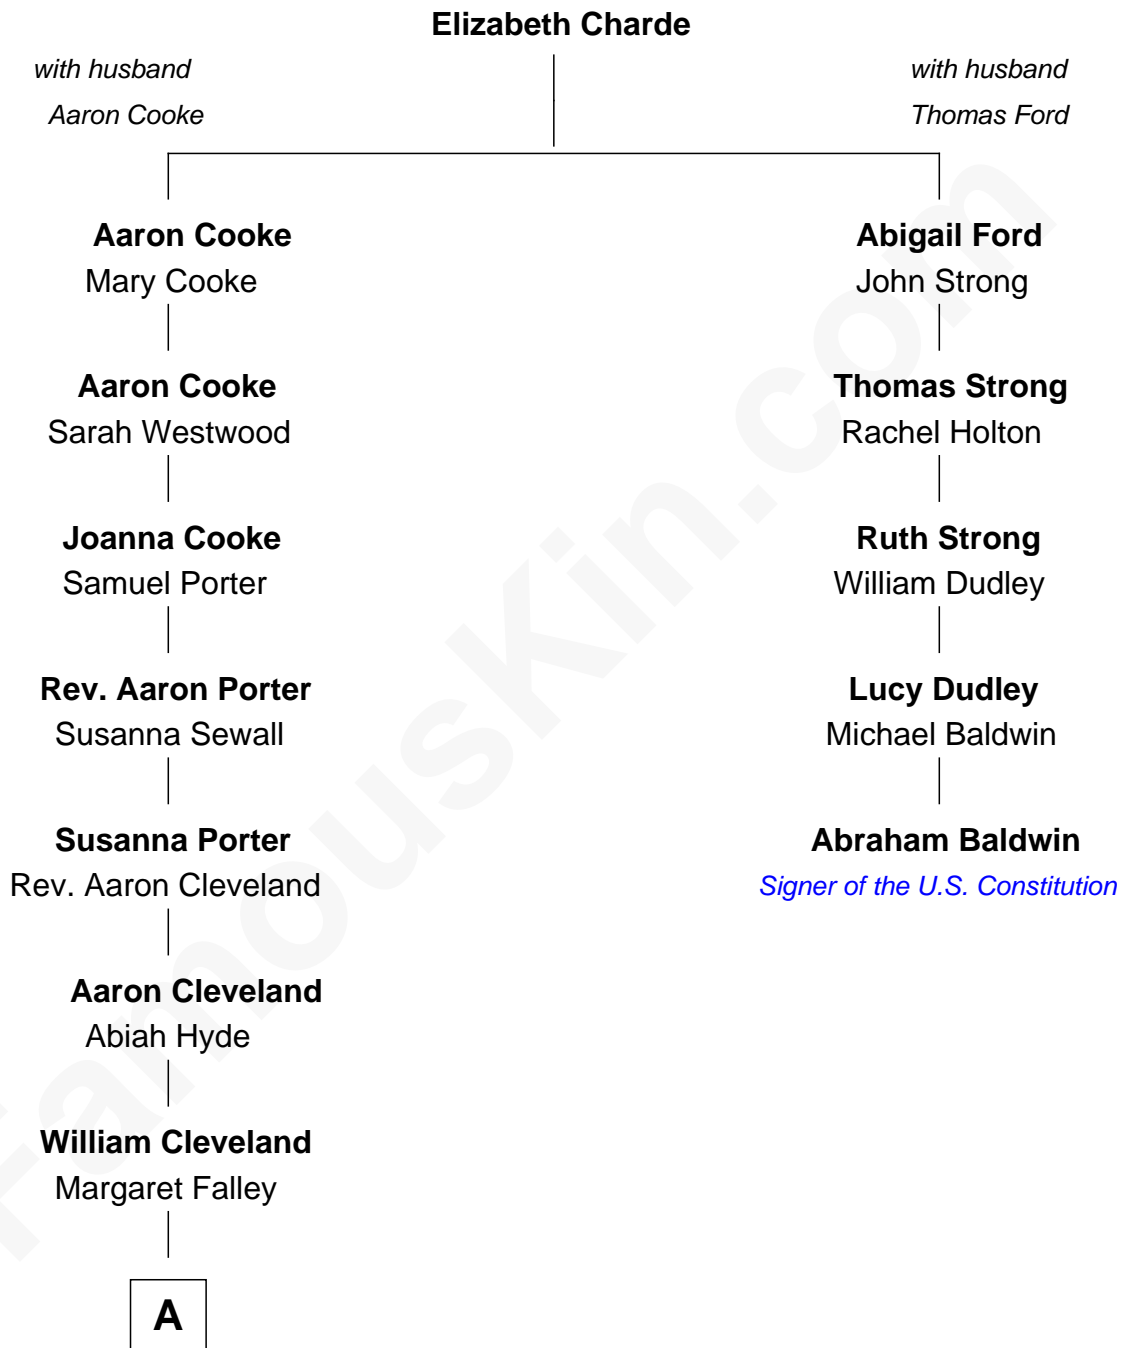 Elizabeth Charde
with husband
Aaron Cooke
with husband
Thomas Ford
Aaron Cooke
Mary Cooke
Aaron Cooke
Sarah Westwood
Joanna Cooke
Samuel Porter
Rev. Aaron Porter
Susanna Sewall
Susanna Porter
Rev. Aaron Cleveland
Aaron Cleveland
Abiah Hyde
William Cleveland
Margaret Falley
A
Abigail Ford
John Strong
Thomas Strong
Rachel Holton
Ruth Strong
William Dudley
Lucy Dudley
Michael Baldwin
Abraham Baldwin
Signer of the U.S. Constitution
FamousKin.com